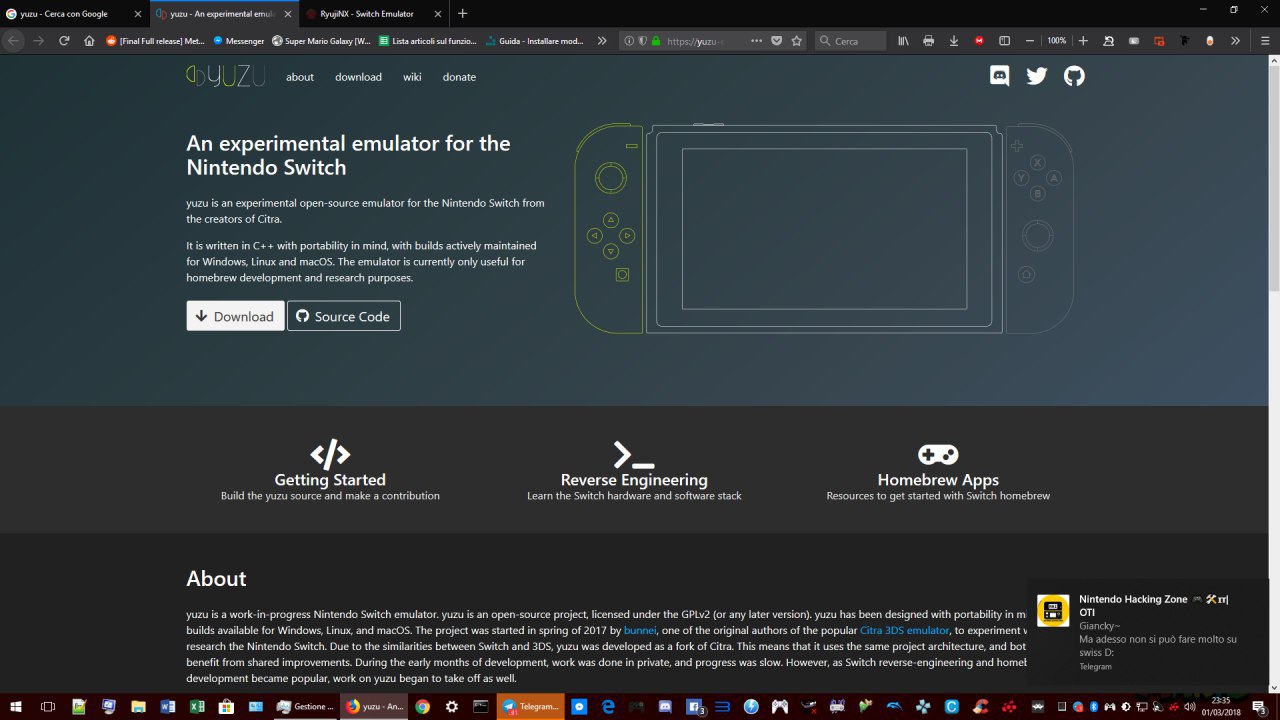 yuzu - Cerca con Google
yuzu - An experimental emula
RyujiNX - Switch Emulator
[Final Full release] Met...
Messenger
Super Mario Galaxy [W...
Lista articoli sul funzio...
Guida - Installare mod...
https://yuzu-
100%
Cerca
YUZU
about
download
wiki
donate
An experimental emulator for the
Nintendo Switch
yuzu is an experimental open-source emulator for the Nintendo Switch from
the creators of Citra.
It is written in C++ with portability in mind, with builds actively maintained
for Windows, Linux and macOS. The emulator is currently only useful for
homebrew development and research purposes.
Download
Source Code
X
Y
A
B
Getting Started
Build the yuzu source and make a contribution
Reverse Engineering
Learn the Switch hardware and software stack
Homebrew Apps
Resources to get started with Switch homebrew
About
yuzu is a work-in-progress Nintendo Switch emulator. yuzu is an open-source project, licensed under the GPLv2 (or any later version). yuzu has been designed with portability in m
builds available for Windows, Linux, and macOS. The project was started in spring of 2017 by bunnei, one of the original authors of the popular Citra 3DS emulator, to experiment w
research the Nintendo Switch. Due to the similarities between Switch and 3DS, yuzu was developed as a fork of Citra. This means that it uses the same project architecture, and bot
benefit from shared improvements. During the early months of development, work was done in private, and progress was slow. However, as Switch reverse-engineering and homeb
development became popular, work on yuzu began to take off as well.
Nintendo Hacking Zone 🎮 🛠 IT|
OTI
Giancky~
Ma adesso non si può fare molto su
swiss D:
Telegram
Gestione ...
yuzu - An...
Telegram...
23:35
01/03/2018